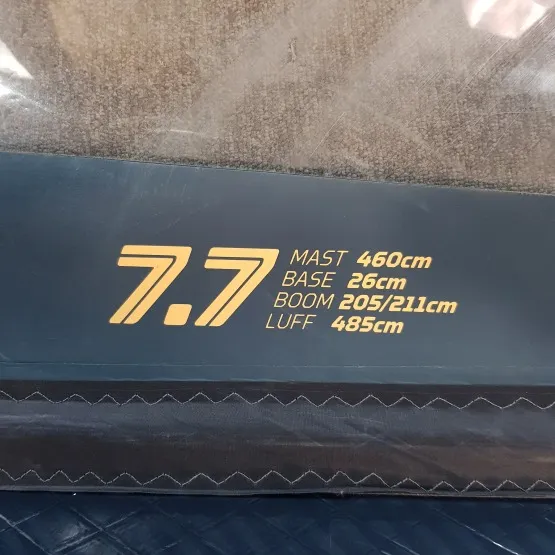 7.7
MAST 460cm
BASE 26cm
BOOM 205/211cm
LUFF 485cm